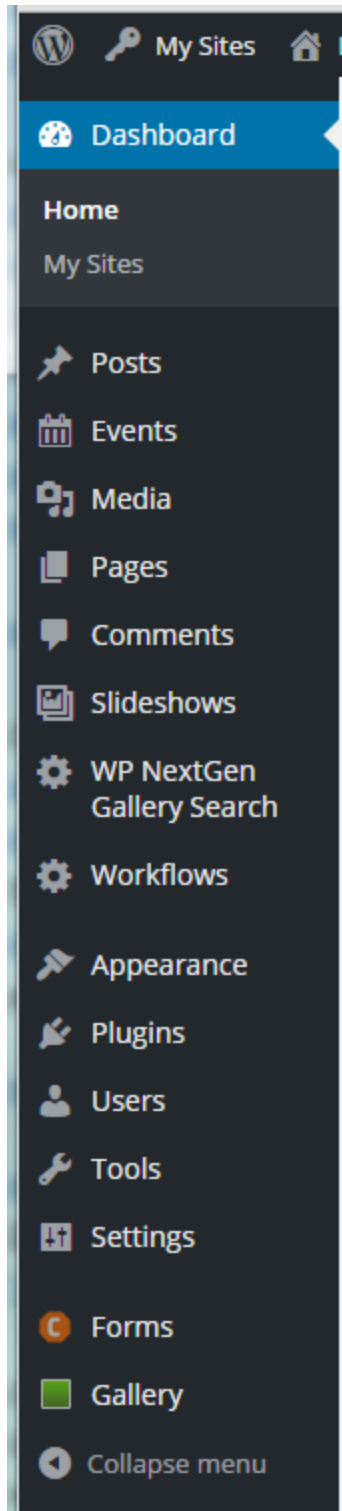 My Sites
Dashboard
Home
My Sites
Posts
Events
Media
Pages
Comments
Slideshows
WP NextGen
Gallery Search
Workflows
Appearance
Plugins
Users
Tools
Settings
Forms
Gallery
Collapse menu